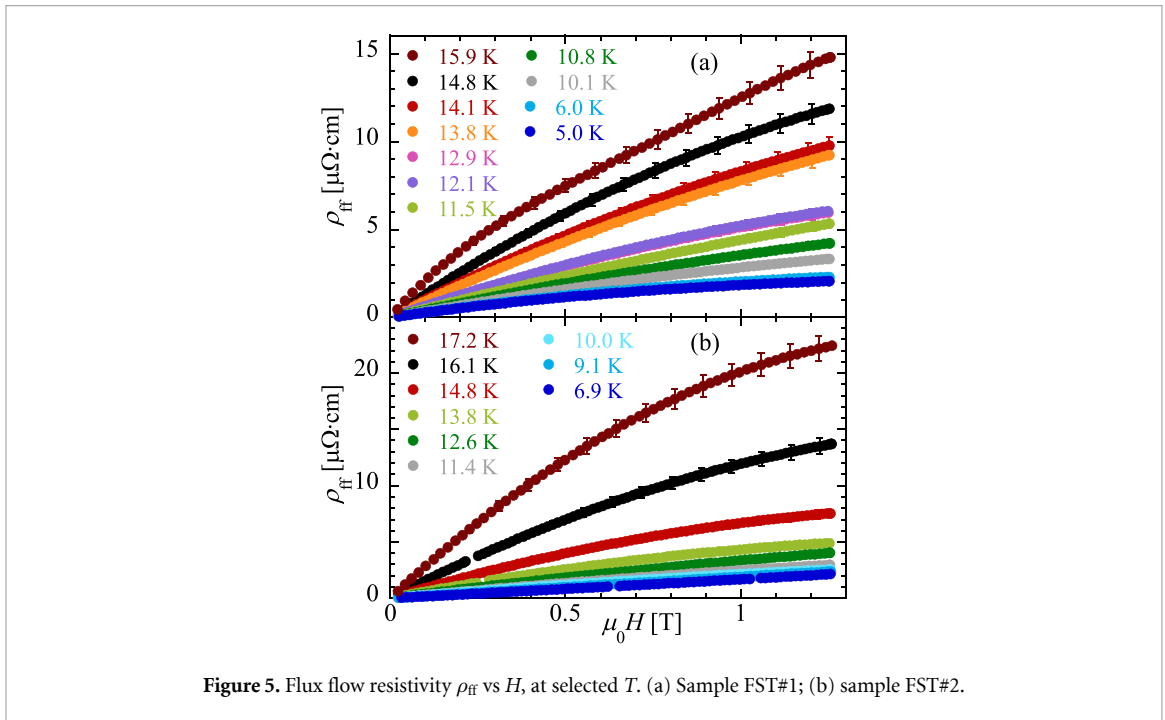 15
10
5
0
ρff [μΩ·cm]
(a)
15.9 K
14.8 K
14.1 K
13.8 K
12.9 K
12.1 K
11.5 K
10.8 K
10.1 K
6.0 K
5.0 K
20
10
0
ρff [μΩ·cm]
(b)
17.2 K
16.1 K
14.8 K
13.8 K
12.6 K
11.4 K
10.0 K
9.1 K
6.9 K
0 0.5 1
μ0H [T]
Figure 5. Flux flow resistivity ρff vs H, at selected T. (a) Sample FST#1; (b) sample FST#2.